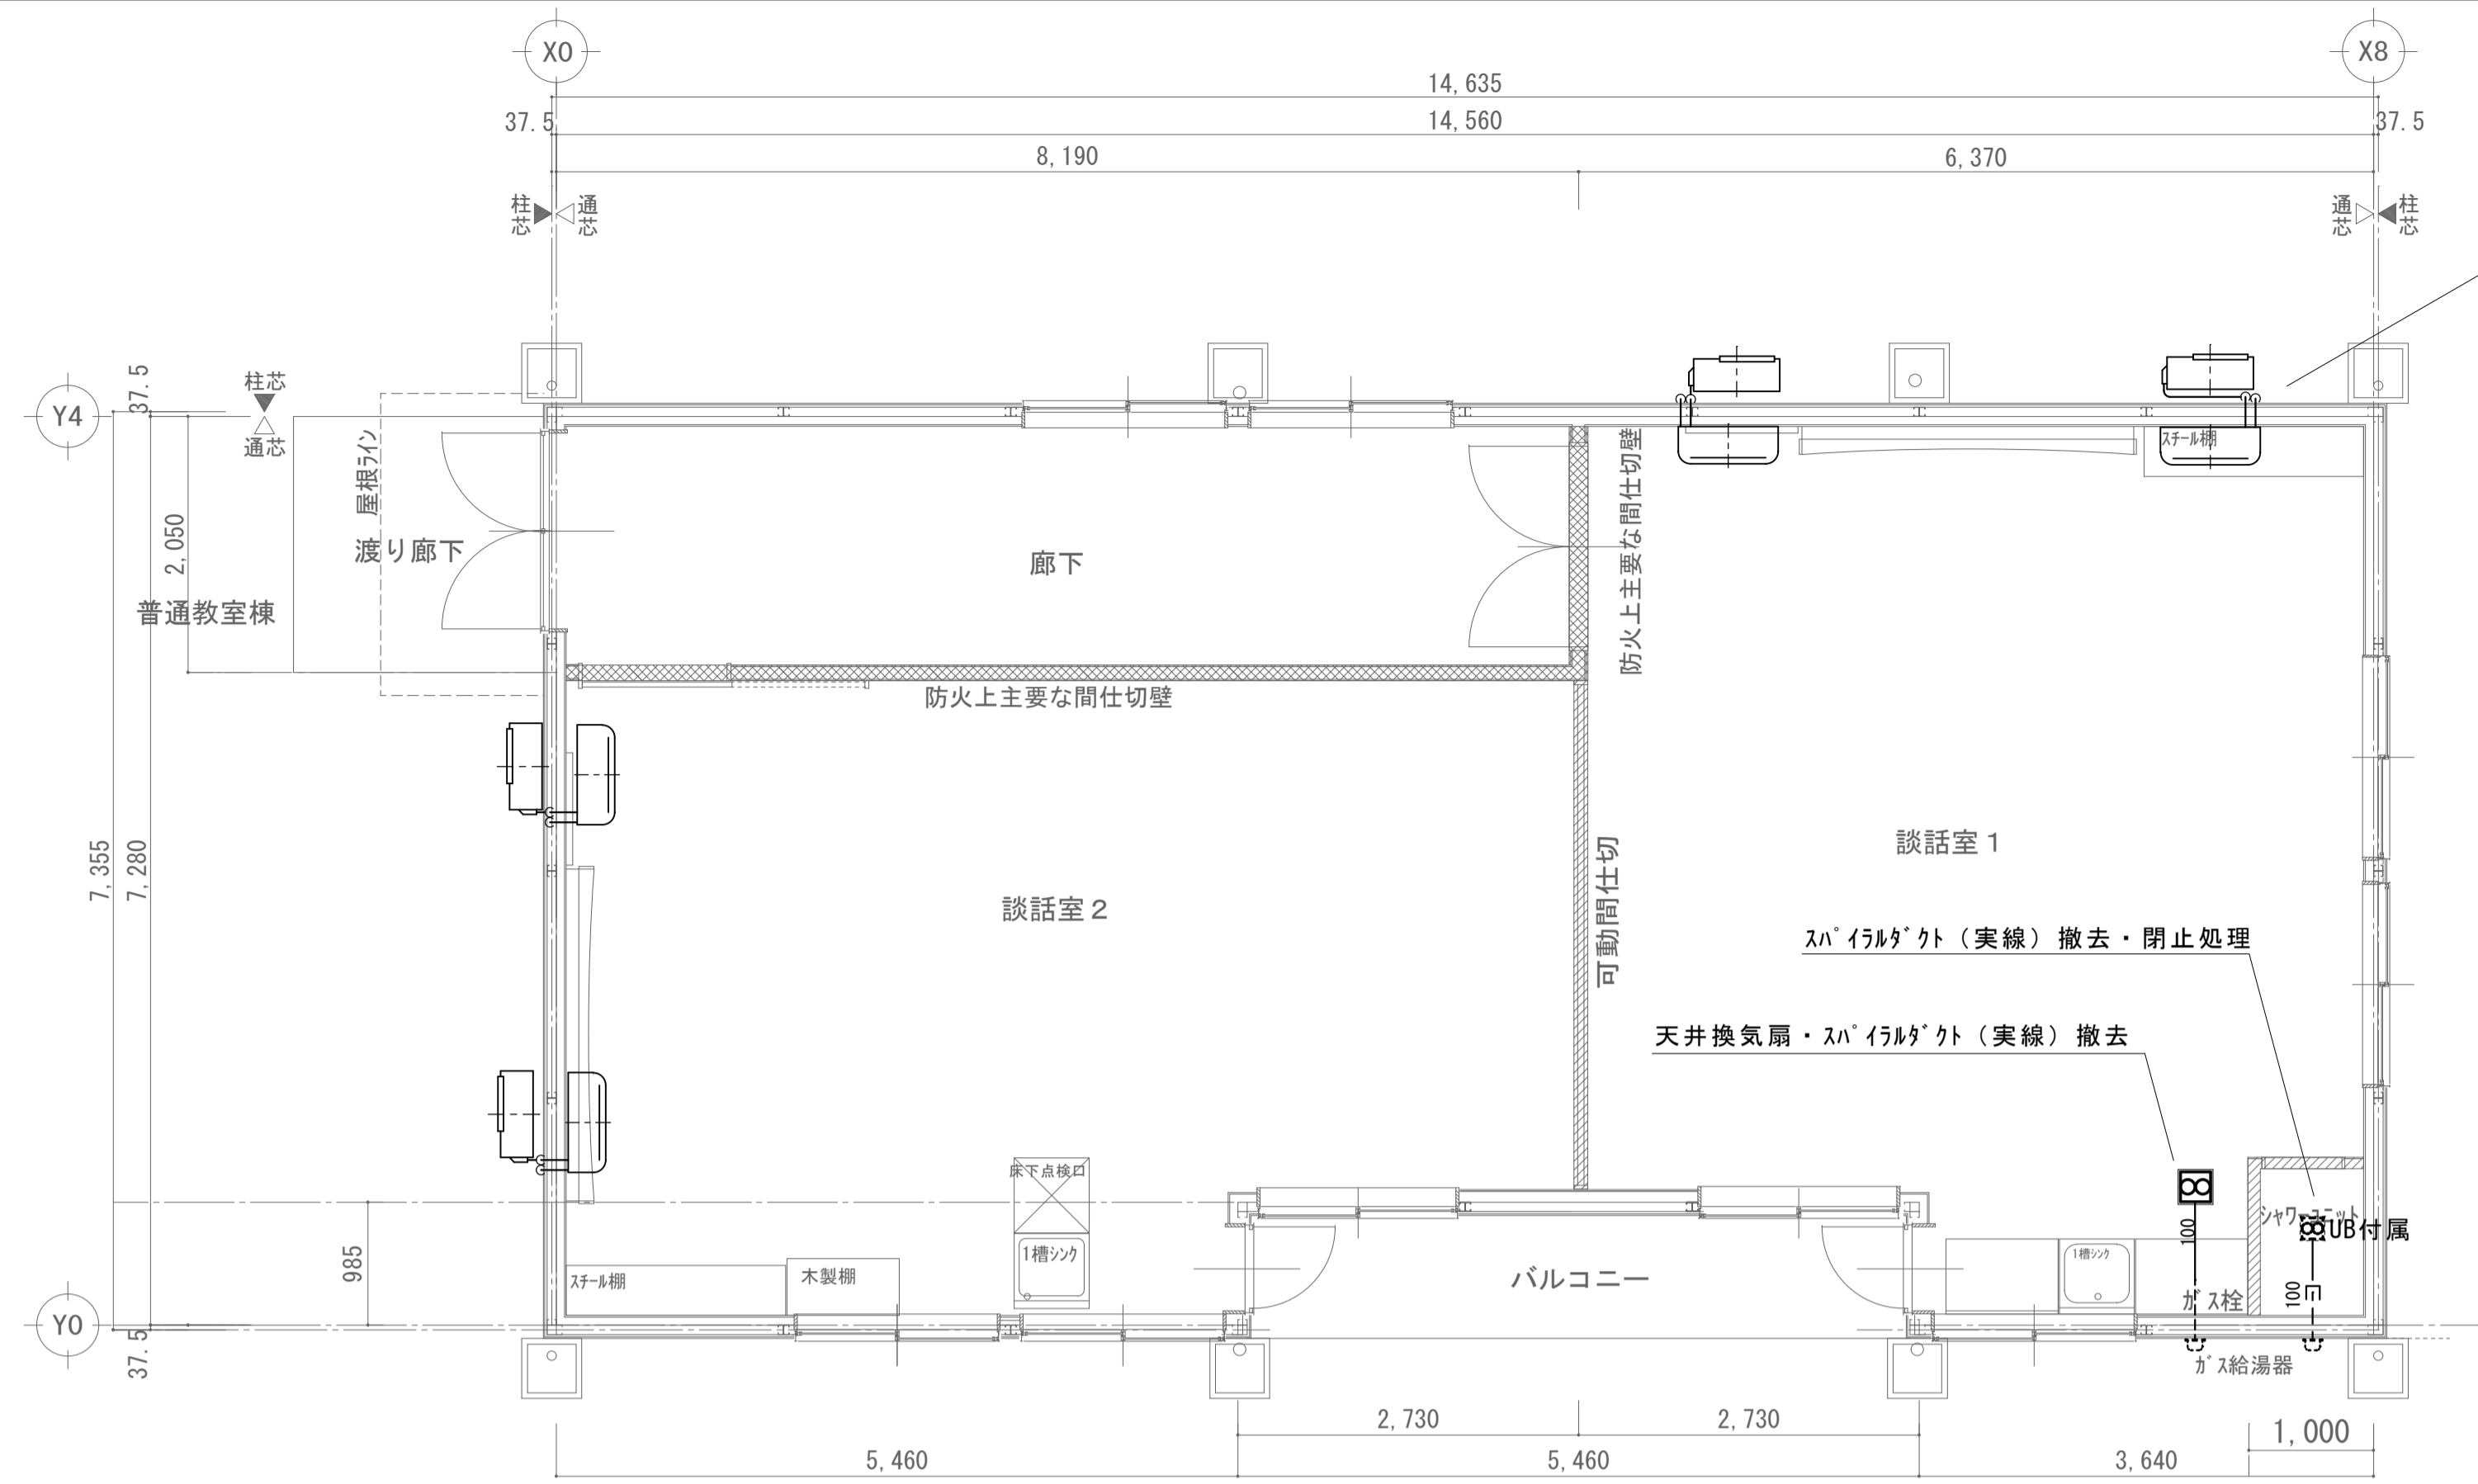 X0
X8
14,635
37.5
14,560
37.5
8,190
6,370
柱芯
通芯
通芯
柱芯
Y4
37.5
柱芯
通芯
屋根ライン
2,050
渡り廊下
普通教室棟
廊下
防火上主要な間仕切壁
防火上主要な間仕切壁
スチール棚
7,355
7,280
談話室2
可動間仕切
談話室1
スパイラルダクト（実線）撤去・閉止処理
天井換気扇・スパイラルダクト（実線）撤去
床下点検口
985
スチール棚
木製棚
1槽シンク
バルコニー
1槽シンク
100
シャワーユニット
UB付属
100
ガス栓
Y0
37.5
ガス給湯器
2,730
2,730
1,000
5,460
5,460
3,640